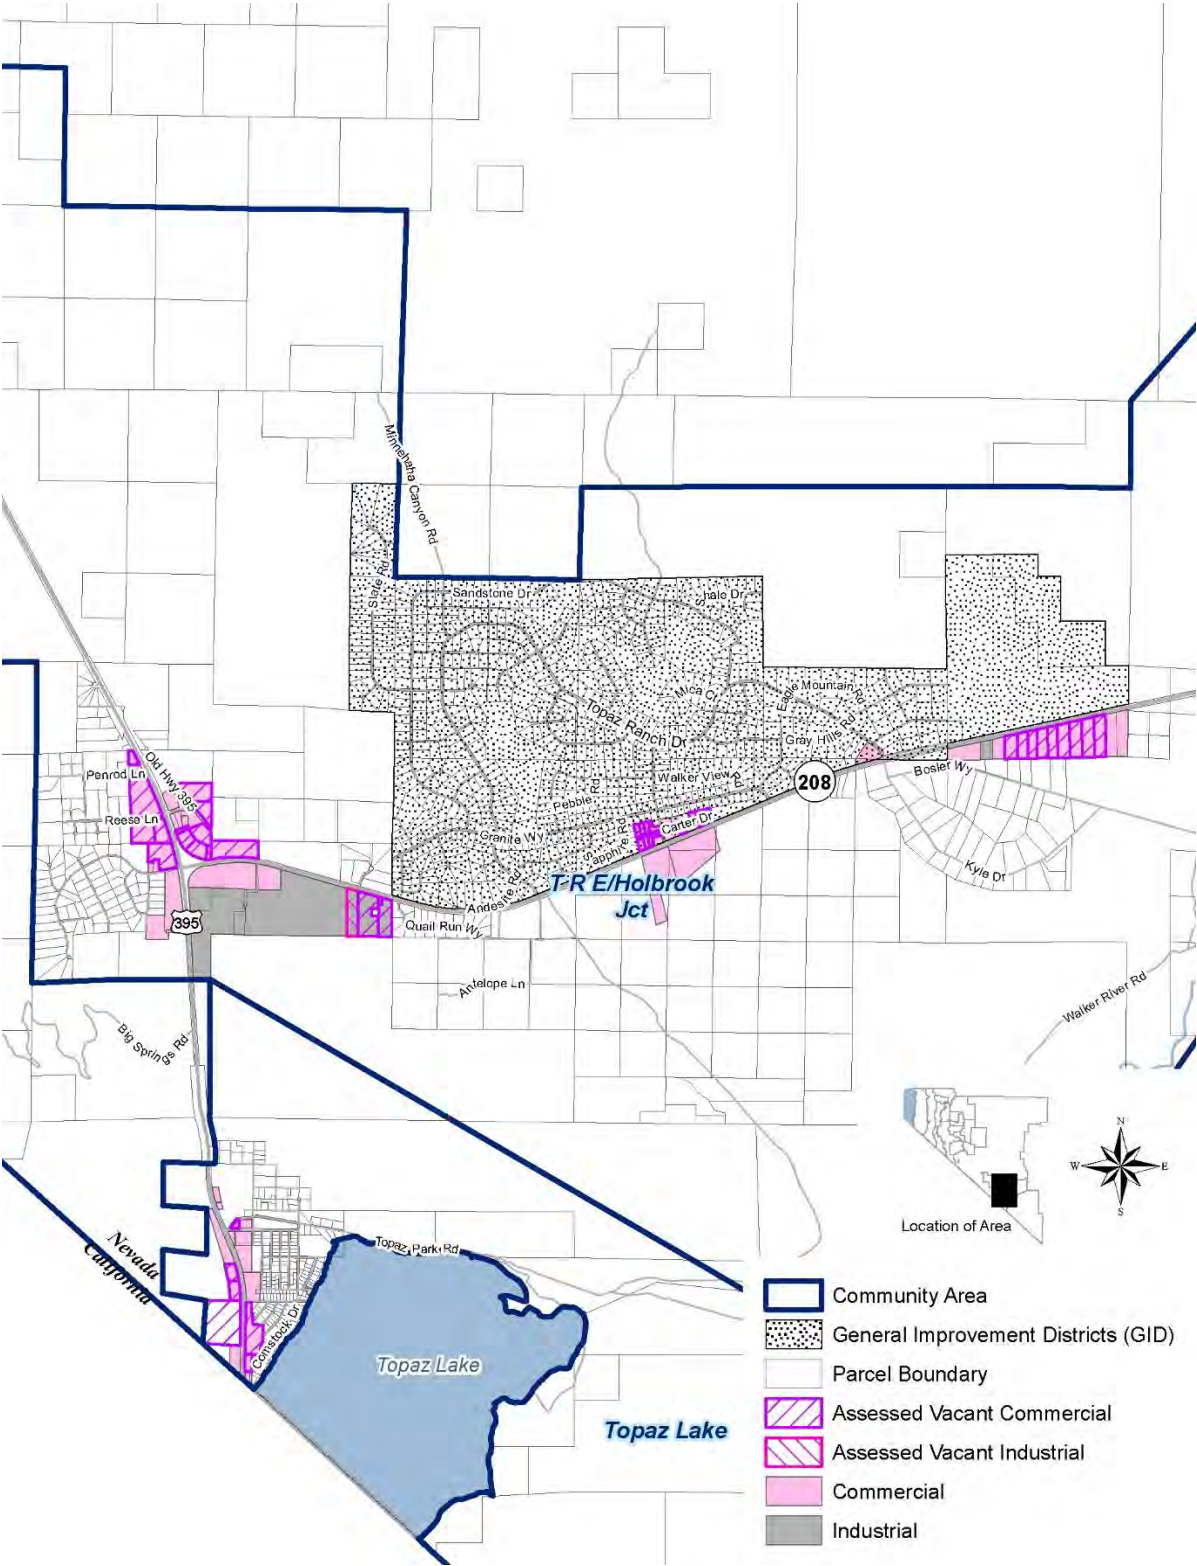 Minnehaha Canyon Rd
Slate Rd
Sandstone Dr
Shale Dr
Mica Ct
Eagle Mountain Rd
Topaz Ranch Dr
Gray Hills Rd
Old Hwy 395
Penrod Ln
Walker View Rd
208
Bosler Wy
Pebble Rd
Reese Ln
Granite Wy
Sapphire Rd
Carter Dr
Kyle Dr
T R E/Holbrook
Jct
Andesite Rd
395
Quail Run Wy
Antelope Ln
Walker River Rd
Big Springs Rd
N
W
E
S
Location of Area
Nevada
California
Topaz Park Rd
Comstock Dr
Topaz Lake
Topaz Lake
Community Area
General Improvement Districts (GID)
Parcel Boundary
Assessed Vacant Commercial
Assessed Vacant Industrial
Commercial
Industrial